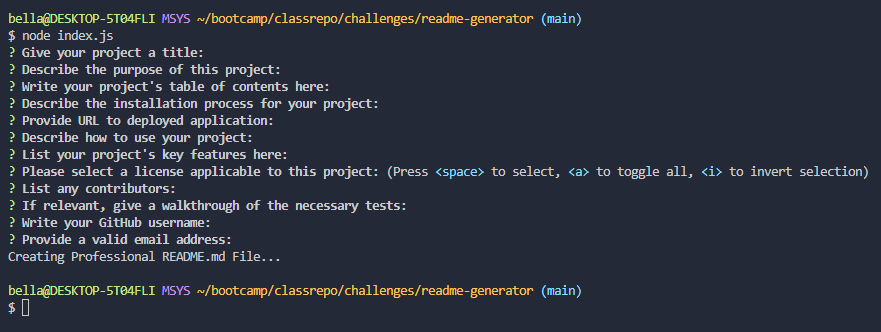 bella@DESKTOP-5T04FLI MSYS ~/bootcamp/classrepo/challenges/readme-generator (main)
$ node index.js
? Give your project a title:
? Describe the purpose of this project:
? Write your project's table of contents here:
? Describe the installation process for your project:
? Provide URL to deployed application:
? Describe how to use your project:
? List your project's key features here:
? Please select a license applicable to this project: (Press <space> to select, <a> to toggle all, <i> to invert selection)
? List any contributors:
? If relevant, give a walkthrough of the necessary tests:
? Write your GitHub username:
? Provide a valid email address:
Creating Professional README.md File...
bella@DESKTOP-5T04FLI MSYS ~/bootcamp/classrepo/challenges/readme-generator (main)
$